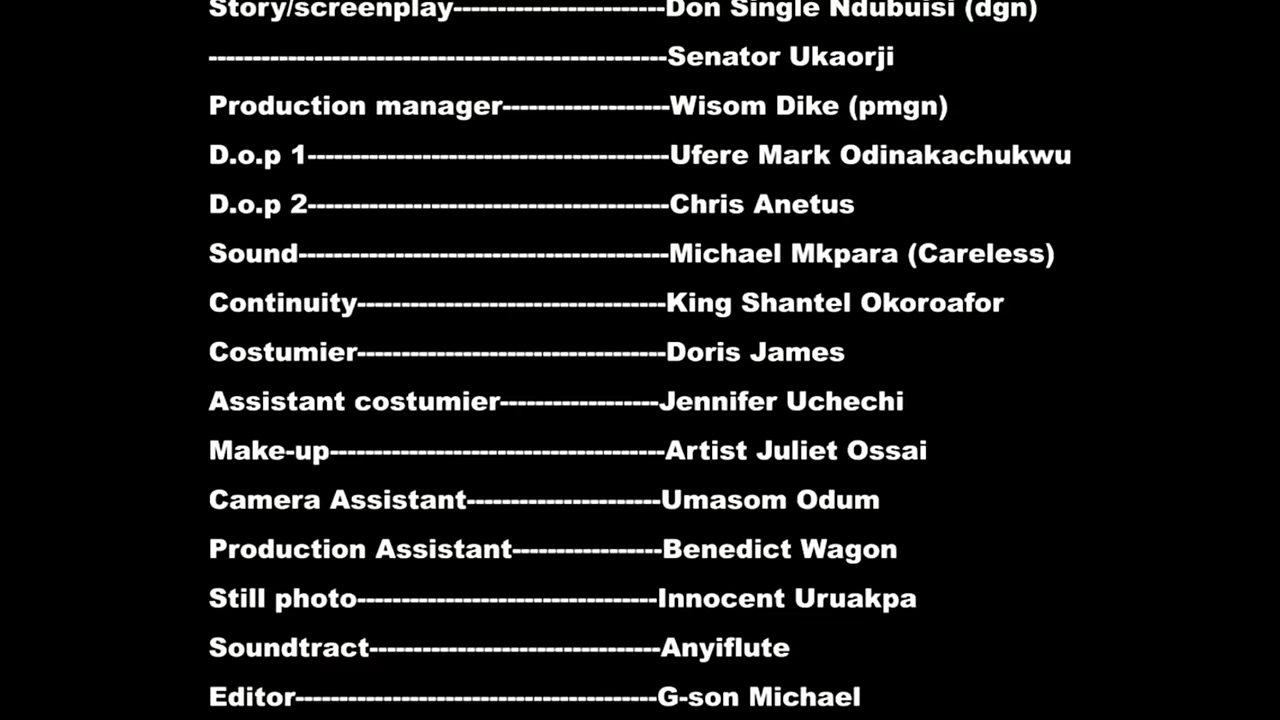 Story/screenplay------------------------Don Single Ndubuisi (dgn)
----------------------------------------------------Senator Ukaorji
Production manager-------------------Wisom Dike (pmgn)
D.o.p 1-----------------------------------------Ufere Mark Odinakachukwu
D.o.p 2-----------------------------------------Chris Anetus
Sound------------------------------------------Michael Mkpara (Careless)
Continuity-----------------------------------King Shantel Okoroafor
Costumier-----------------------------------Doris James
Assistant costumier------------------Jennifer Uchechi
Make-up--------------------------------------Artist Juliet Ossai
Camera Assistant----------------------Umasom Odum
Production Assistant-----------------Benedict Wagon
Still photo----------------------------------Innocent Uruakpa
Soundtract---------------------------------Anyiflute
Editor-----------------------------------------G-son Michael